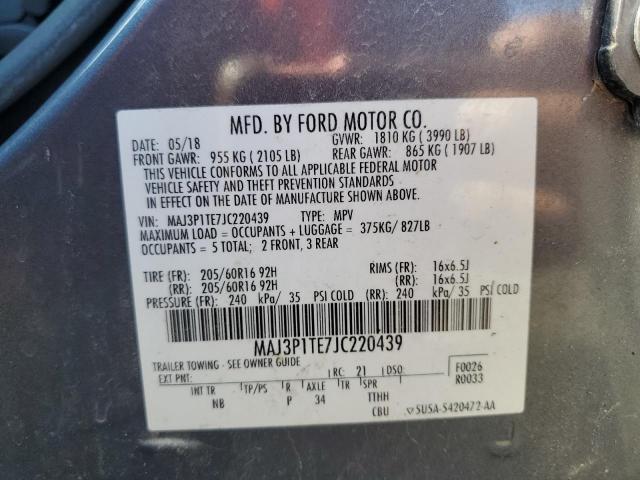 MFD. BY FORD MOTOR CO.
DATE: 05/18 GVWR: 1810 KG ( 3990 LB)
FRONT GAWR: 955 KG ( 2105 LB) REAR GAWR: 865 KG ( 1907 LB)
THIS VEHICLE CONFORMS TO ALL APPLICABLE FEDERAL MOTOR
VEHICLE SAFETY AND THEFT PREVENTION STANDARDS
IN EFFECT ON THE DATE OF MANUFACTURE SHOWN ABOVE.
VIN: MAJ3P1TE7JC220439 TYPE: MPV
MAXIMUM LOAD = OCCUPANTS + LUGGAGE = 375KG/ 827LB
OCCUPANTS = 5 TOTAL; 2 FRONT, 3 REAR
TIRE (FR): 205/60R16 92H RIMS (FR): 16x6.5J
(RR): 205/60R16 92H (RR): 16x6.5J
PRESSURE (FR): 240 kPa/ 35 PSI COLD (RR): 240 kPa/ 35 PSI COLD
MAJ3P1TE7JC220439
TRAILER TOWING - SEE OWNER GUIDE
EXT PNT: RC: 21 DSO: F0026
R0033
INT TR TP/PS R AXLE TR SPR
NB P 34 TTHH
CBU SUSA-S420472-AA